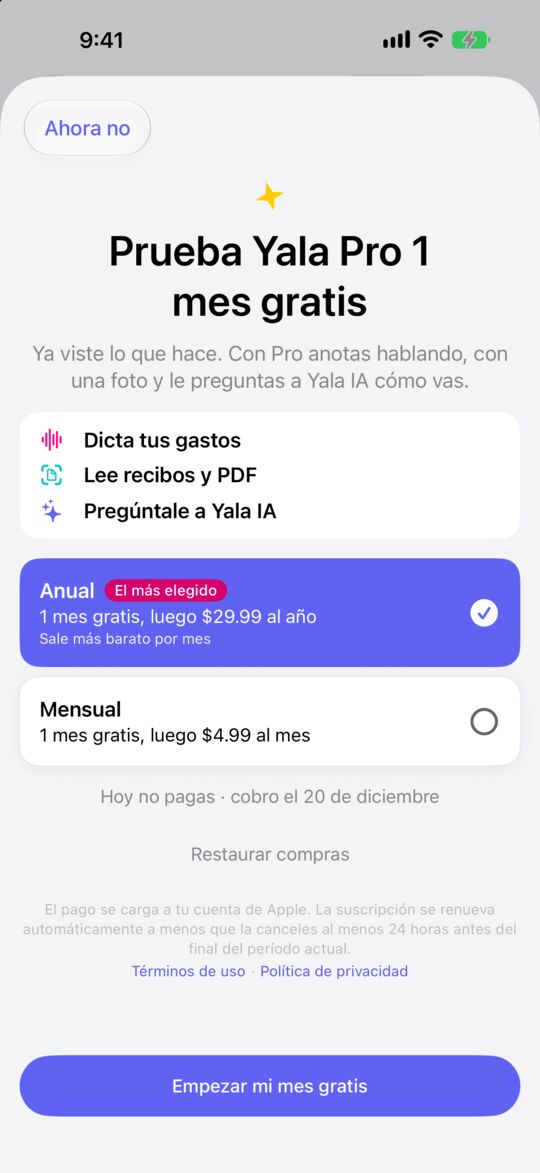 9:41
Ahora no
Prueba Yala Pro 1
mes gratis
Ya viste lo que hace. Con Pro anotas hablando, con
una foto y le preguntas a Yala IA cómo vas.
Dicta tus gastos
Lee recibos y PDF
Pregúntale a Yala IA
Anual El más elegido
1 mes gratis, luego $29.99 al año
Sale más barato por mes
Mensual
1 mes gratis, luego $4.99 al mes
Hoy no pagas · cobro el 20 de diciembre
Restaurar compras
El pago se carga a tu cuenta de Apple. La suscripción se renueva
automáticamente a menos que la canceles al menos 24 horas antes del
final del período actual.
Términos de uso · Política de privacidad
Empezar mi mes gratis